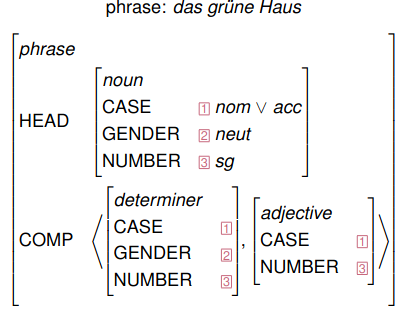 phrase: das grüne Haus
phrase
noun
CASE 1 nom ∨ acc
HEAD
GENDER 2 neut
NUMBER 3 sg
determiner
adjective
CASE 1
CASE 1
COMP ⟨ , ⟩
GENDER 2
NUMBER 3
NUMBER 3